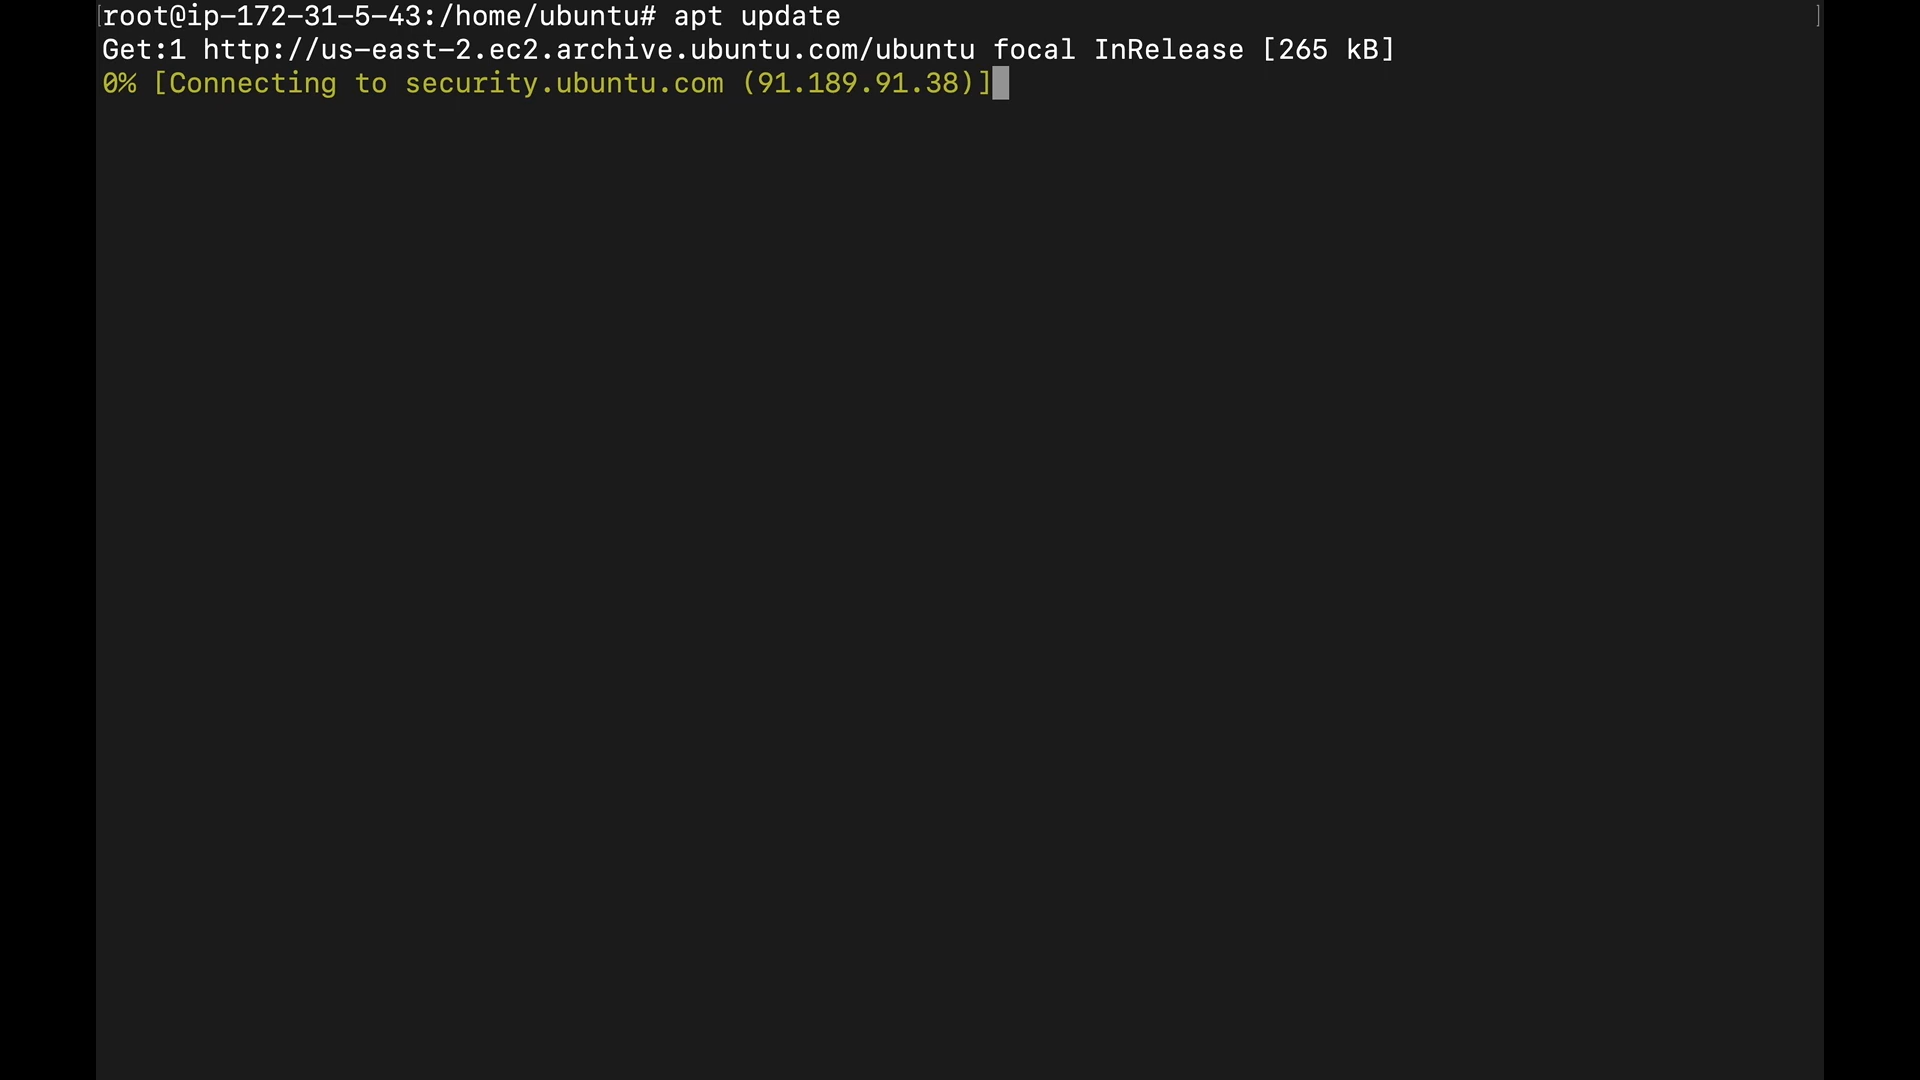 [root@ip-172-31-5-43:/home/ubuntu# apt update ]
Get:1 http://us-east-2.ec2.archive.ubuntu.com/ubuntu focal InRelease [265 kB]
0% [Connecting to security.ubuntu.com (91.189.91.38)]